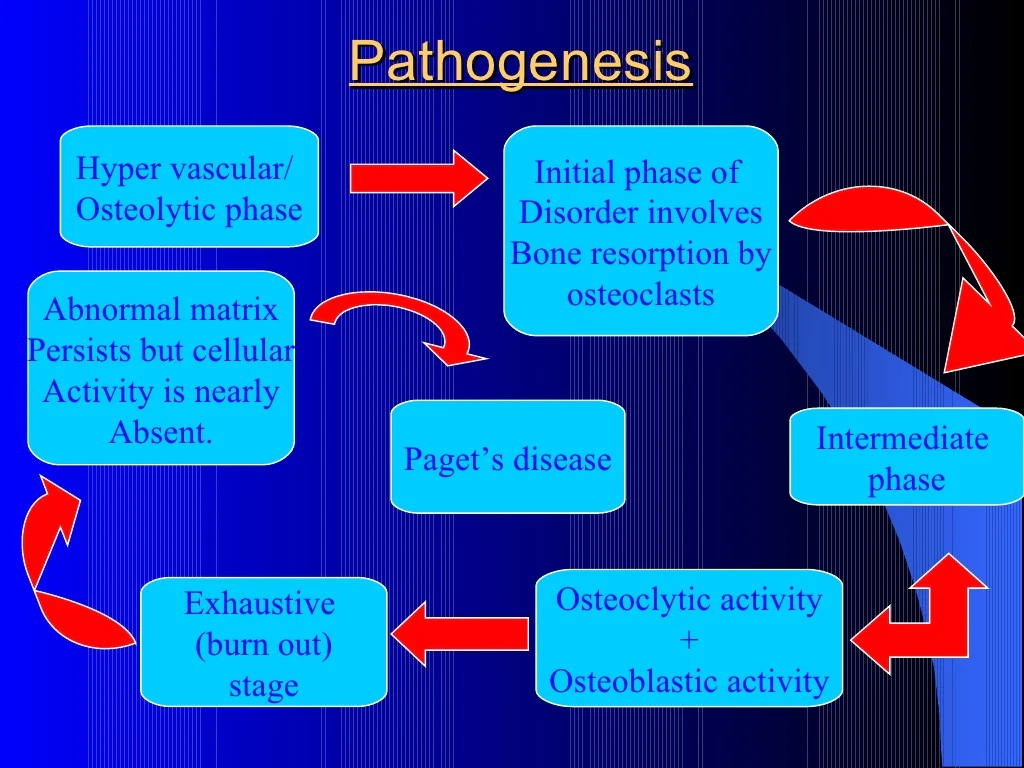 Pathogenesis
Hyper vascular/
Osteolytic phase
Initial phase of
Disorder involves
Bone resorption by
osteoclasts
Abnormal matrix
Persists but cellular
Activity is nearly
Absent.
Paget’s disease
Intermediate
phase
Exhaustive
(burn out)
stage
Osteoclytic activity
+
Osteoblastic activity